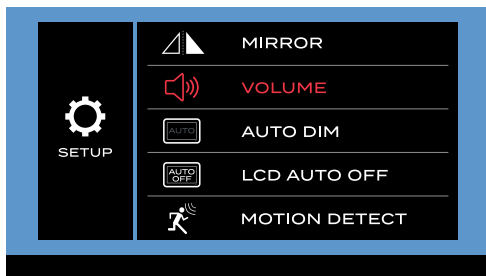 MIRROR
VOLUME
AUTO
AUTO DIM
SETUP
AUTO
OFF
LCD AUTO OFF
MOTION DETECT